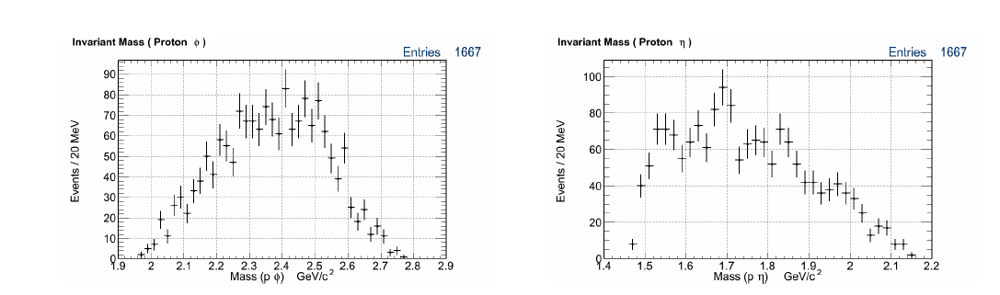 Invariant Mass ( Proton ϕ )
Entries 1667
Events / 20 MeV
90
80
70
60
50
40
30
20
10
0
1.9 2 2.1 2.2 2.3 2.4 2.5 2.6 2.7 2.8 2.9
Mass (p ϕ) GeV/c²
Invariant Mass ( Proton η )
Entries 1667
Events / 20 MeV
100
80
60
40
20
0
1.4 1.5 1.6 1.7 1.8 1.9 2 2.1 2.2
Mass (p η) GeV/c²